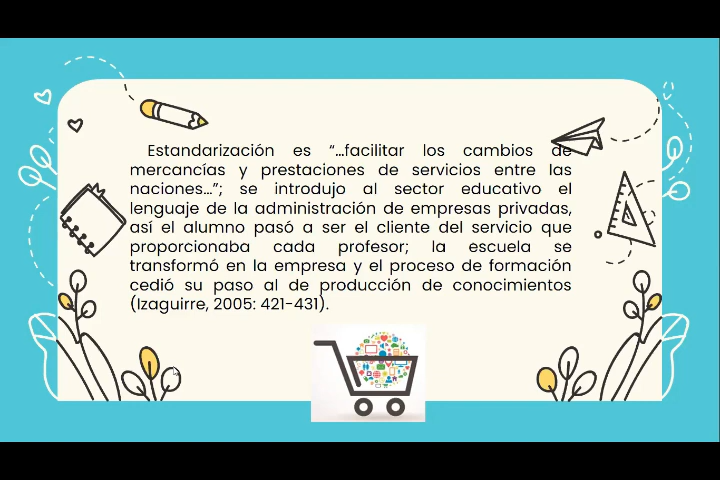 Estandarización es “...facilitar los cambios de
mercancías y prestaciones de servicios entre las
naciones...”; se introdujo al sector educativo el
lenguaje de la administración de empresas privadas,
así el alumno pasó a ser el cliente del servicio que
proporcionaba cada profesor; la escuela se
transformó en la empresa y el proceso de formación
cedió su paso al de producción de conocimientos
(Izaguirre, 2005: 421-431).